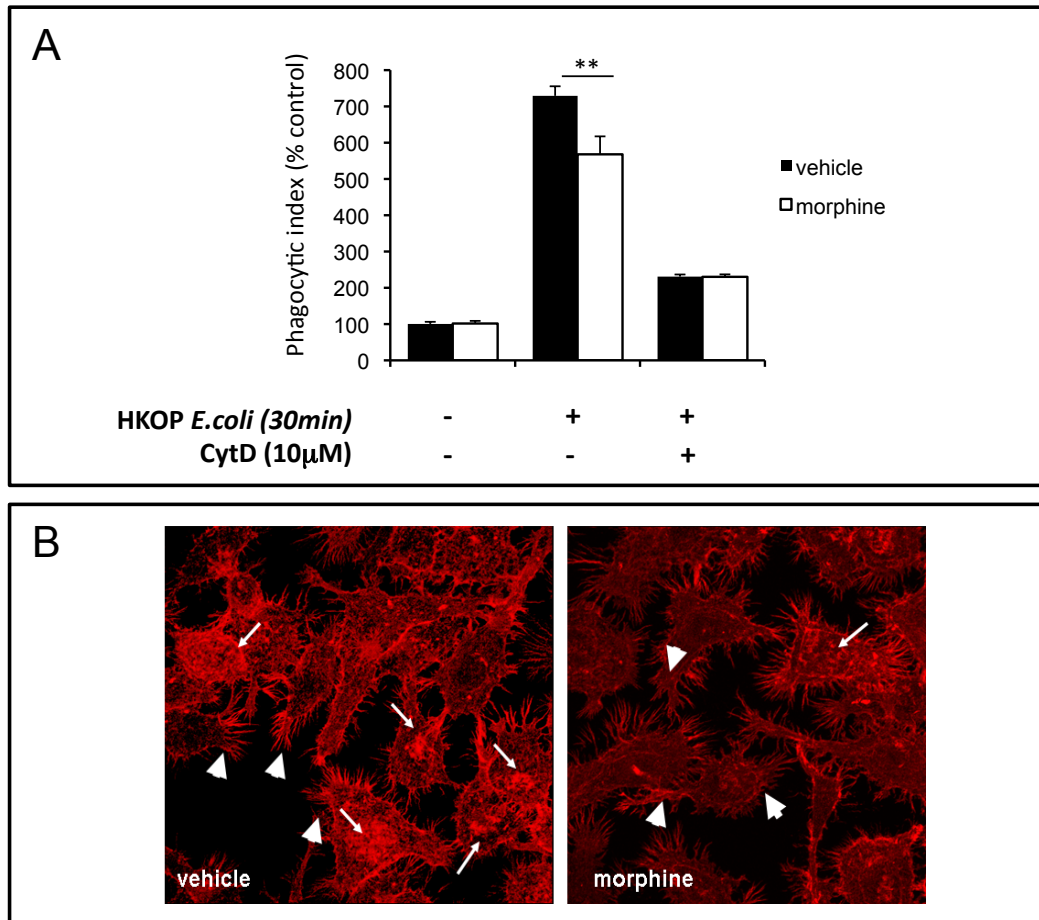 A
**
800
700
600
500
400
300
200
100
0
Phagocytic index (% control)
vehicle
morphine
HKOP E.coli (30min) - + +
CytD (10μM) - - +
B
vehicle
morphine